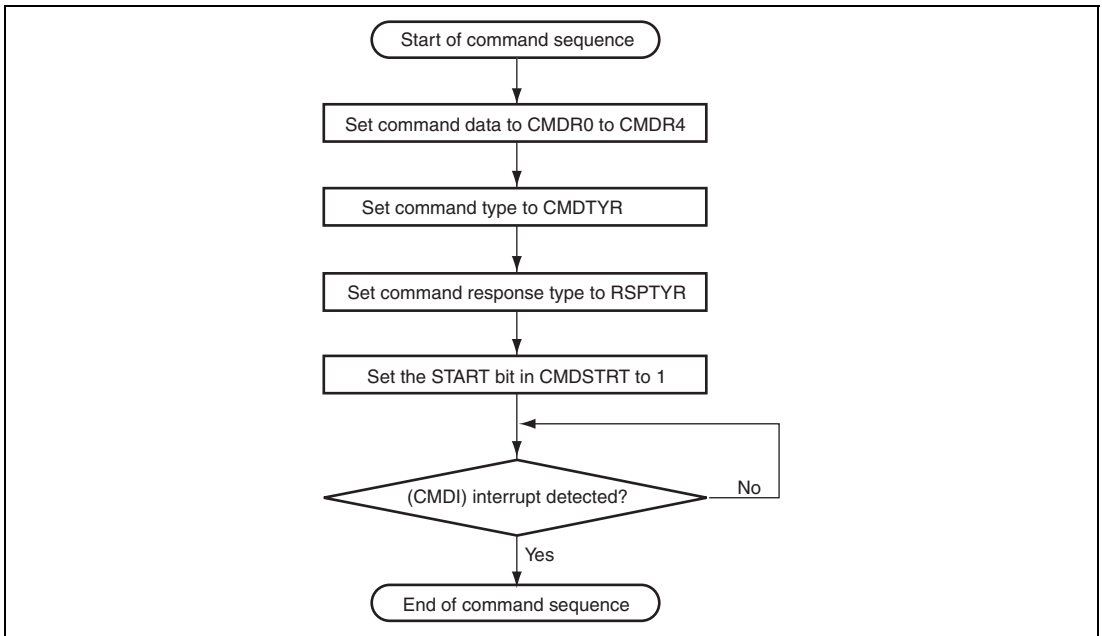 Start of command sequence
Set command data to CMDR0 to CMDR4
Set command type to CMDTYR
Set command response type to RSPTYR
Set the START bit in CMDSTRT to 1
(CMDI) interrupt detected?
No
Yes
End of command sequence